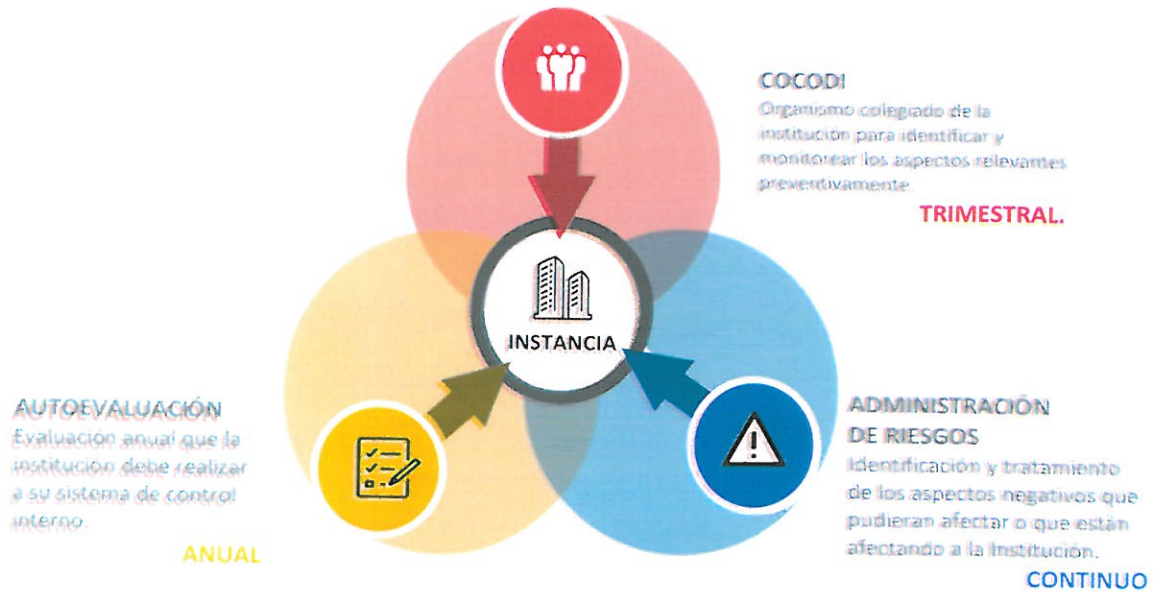 COCODI
Organismo colegiado de la
institución para identificar y
monitorear los aspectos relevantes
preventivamente.
TRIMESTRAL.
INSTANCIA
AUTOEVALUACIÓN
Evaluación anual que la
institución debe realizar
a su sistema de control
interno.
ANUAL
ADMINISTRACIÓN
DE RIESGOS
Identificación y tratamiento
de los aspectos negativos que
pudieran afectar o que están
afectando a la Institución.
CONTINUO